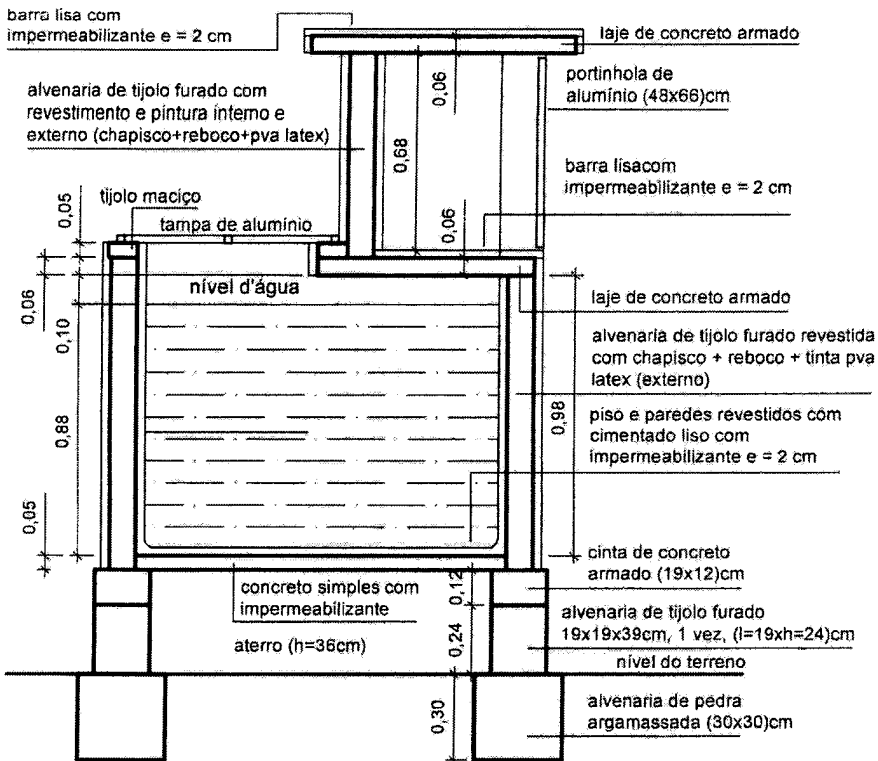 barra lisa com
impermeabilizante e = 2 cm
laje de concreto armado
alvenaria de tijolo furado com
revestimento e pintura interno e
externo (chapisco+reboco+pva latex)
0,06
portinhola de
alumínio (48x66)cm
0,68
barra lisacom
impermeabilizante e = 2 cm
0,05
tijolo maciço
tampa de alumínio
0,06
nível d'água
laje de concreto armado
0,06
0,10
alvenaria de tijolo furado revestida
com chapisco + reboco + tinta pva
latex (externo)
0,88
0,98
piso e paredes revestidos com
cimentado liso com
impermeabilizante e = 2 cm
0,05
cinta de concreto
armado (19x12)cm
concreto simples com
impermeabilizante
0,12
alvenaria de tijolo furado
19x19x39cm, 1 vez, (l=19xh=24)cm
aterro (h=36cm)
0,24
nível do terreno
0,30
alvenaria de pedra
argamassada (30x30)cm